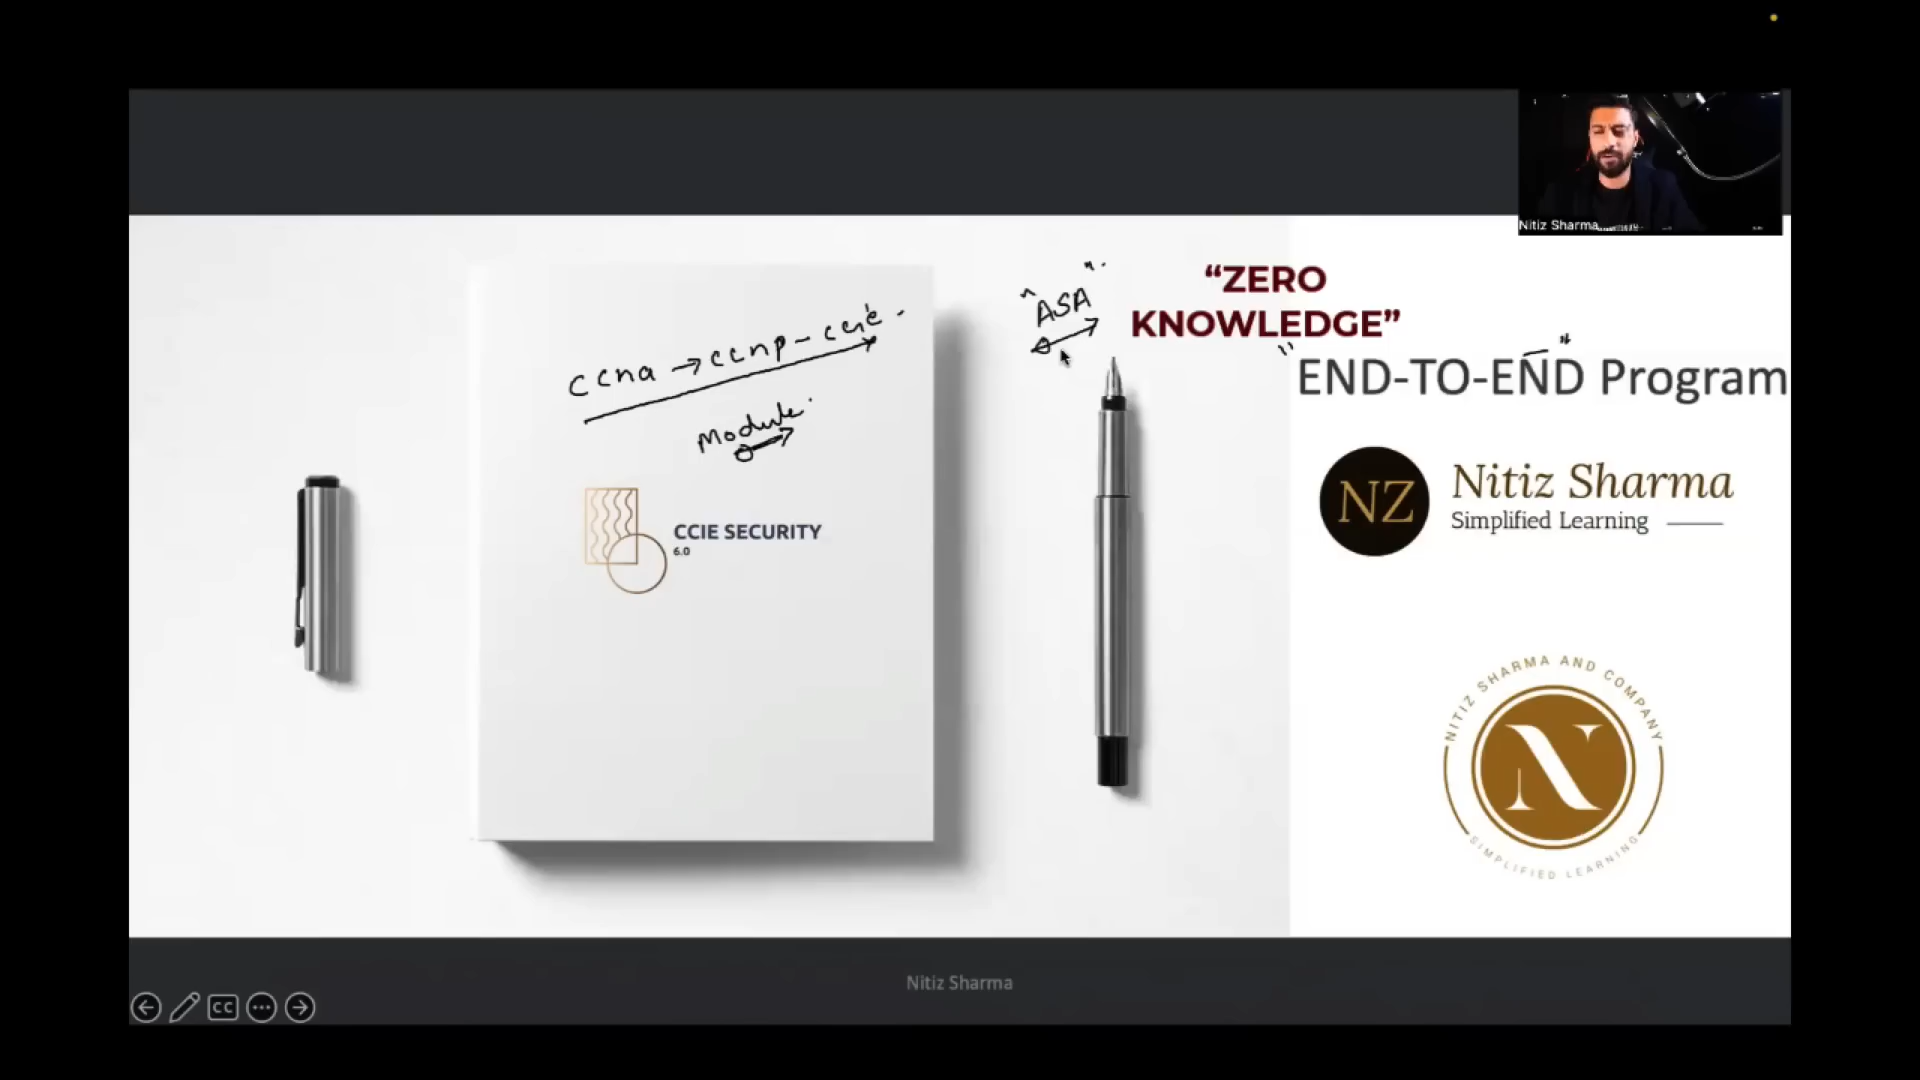 Nitiz Sharma
"ASA".
"ZERO
KNOWLEDGE"
ccna → ccnp - ccie.
"END-TO-END" Program
Module.
NZ
Nitiz Sharma
Simplified Learning
CCIE SECURITY
6.0
NITIZ SHARMA AND COMPANY
N
SIMPLIFIED LEARNING
Nitiz Sharma
CC